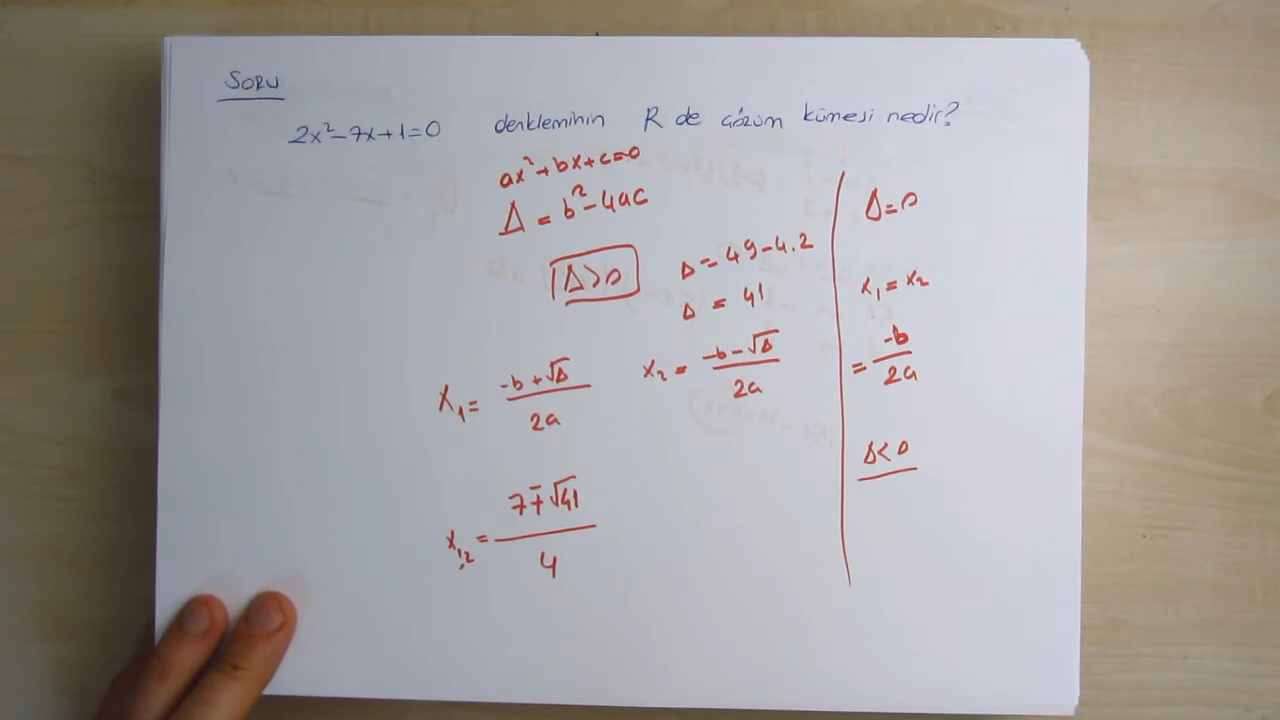 SORU
2x²-7x+1=0 denkleminin R de çözüm kümesi nedir?
ax²+bx+c=0
Δ = b²-4ac
Δ>0
Δ = 49-4.2
Δ = 41
x₁ = -b+√Δ / 2a
x₂ = -b-√Δ / 2a
x₁,₂ = 7∓√41 / 4
Δ=0
x₁ = x₂
= -b / 2a
Δ<0